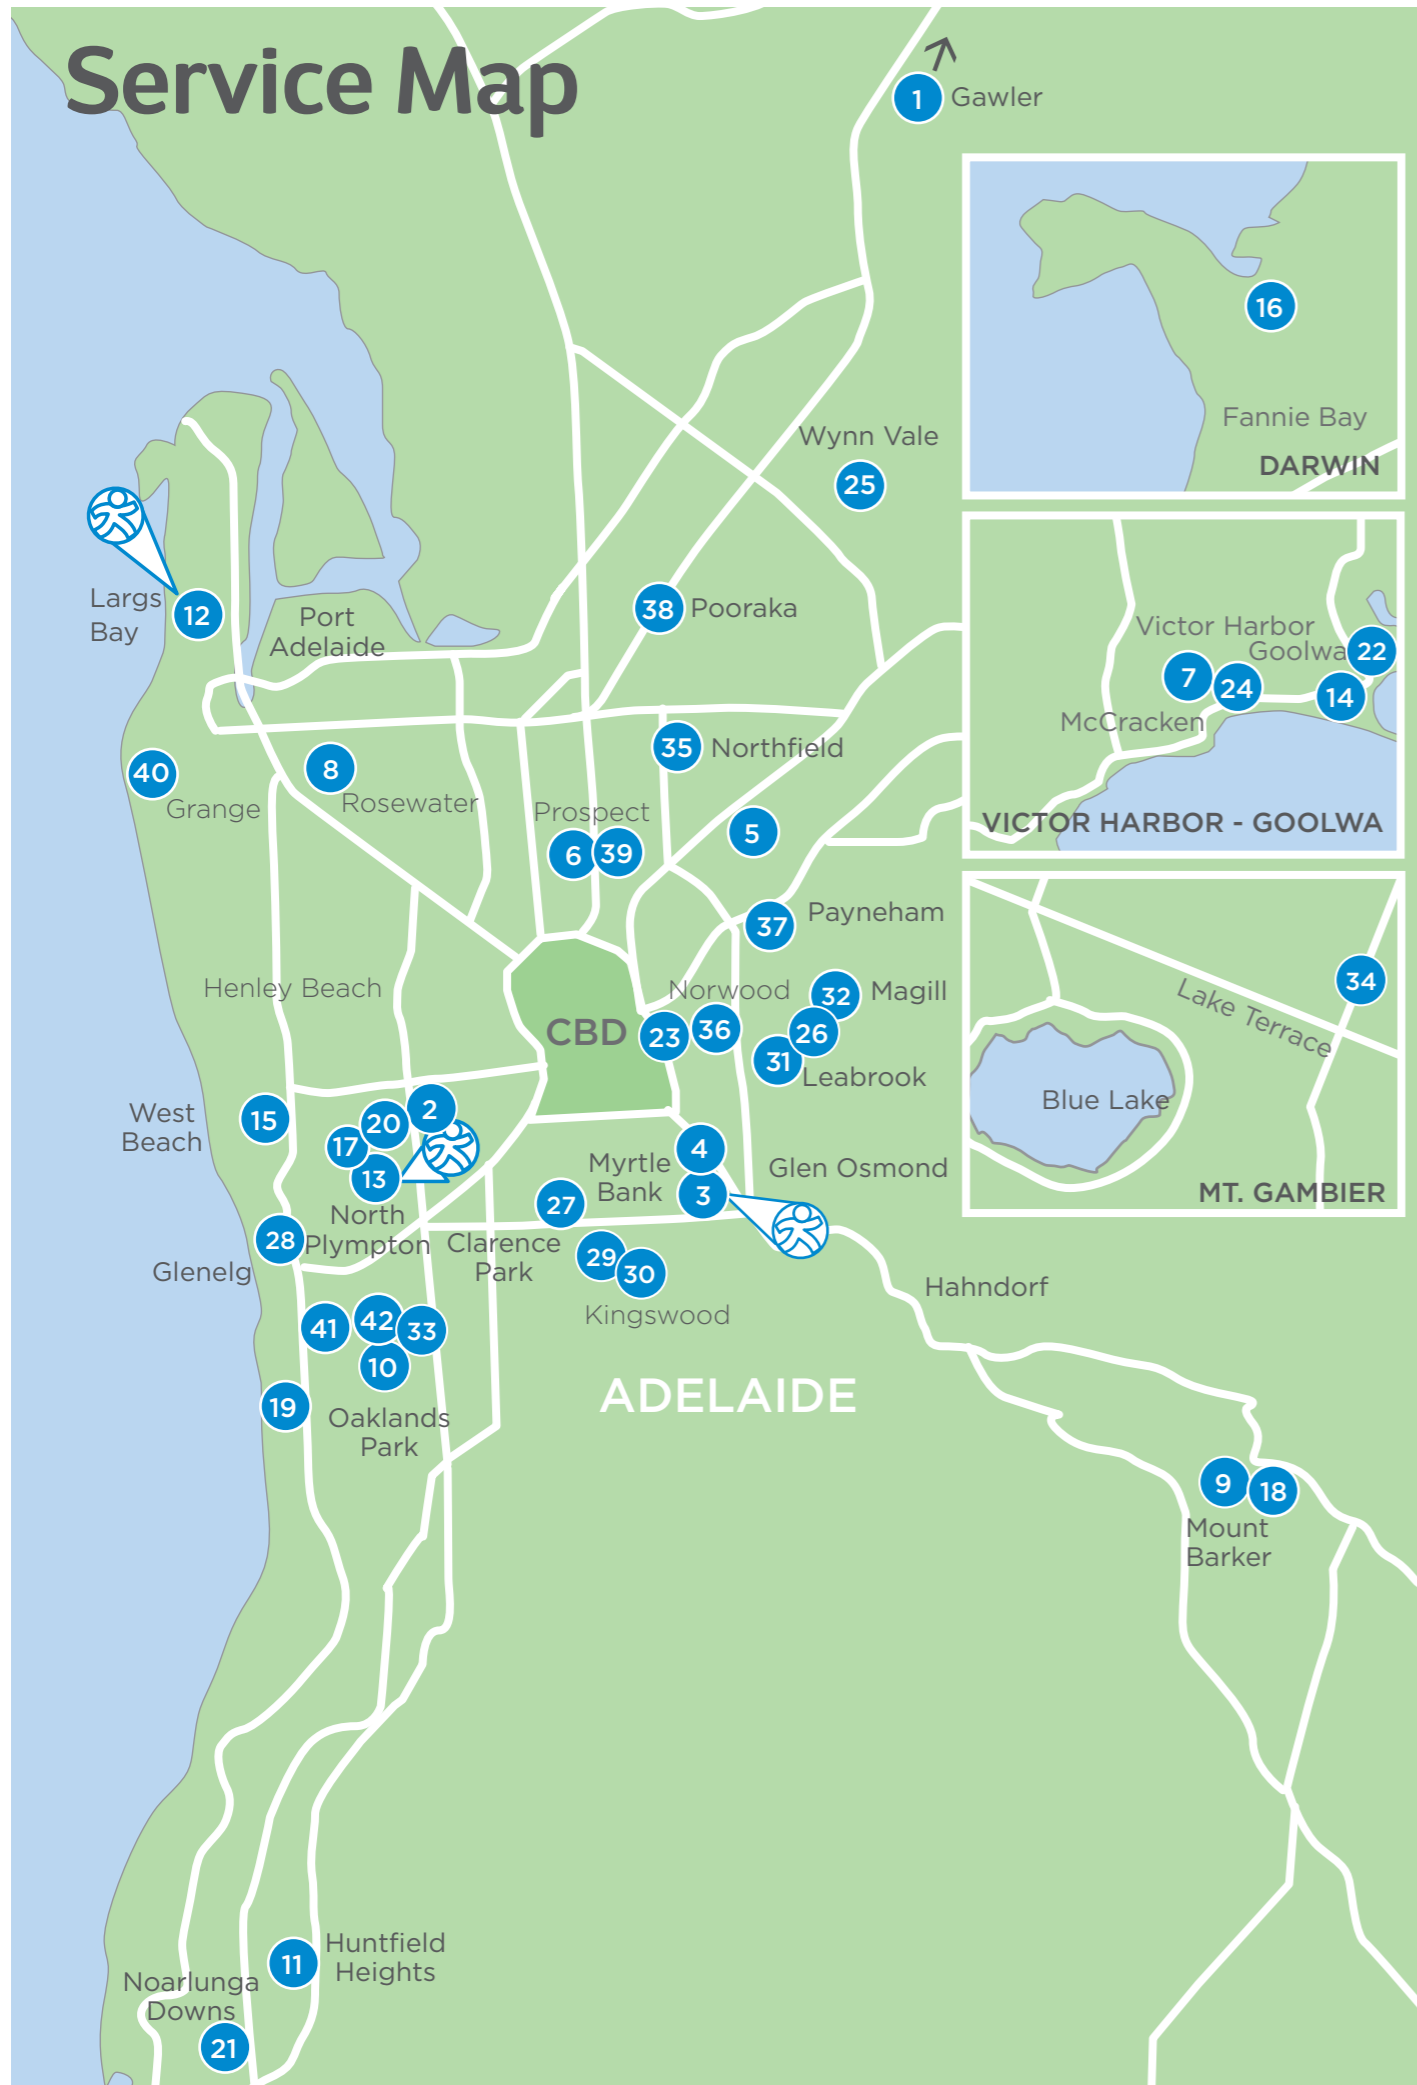 Service Map
1
Gawler
16
Fannie Bay
DARWIN
Wynn Vale
25
Largs
Bay
12
Port
Adelaide
38
Pooraka
Victor Harbor
Goolwa
22
7
24
14
McCracken
VICTOR HARBOR - GOOLWA
40
Grange
8
Rosewater
35
Northfield
Prospect
6
39
5
37
Payneham
34
Lake Terrace
Blue Lake
MT. GAMBIER
Henley Beach
CBD
Norwood
32
Magill
23
36
26
31
Leabrook
West
Beach
15
20
2
17
13
North
Plympton
4
Myrtle
Bank
3
Glen Osmond
27
Clarence
Park
28
Glenelg
29
30
Kingswood
Hahndorf
41
42
33
10
19
Oaklands
Park
ADELAIDE
9
18
Mount
Barker
11
Huntfield
Heights
Noarlunga
Downs
21